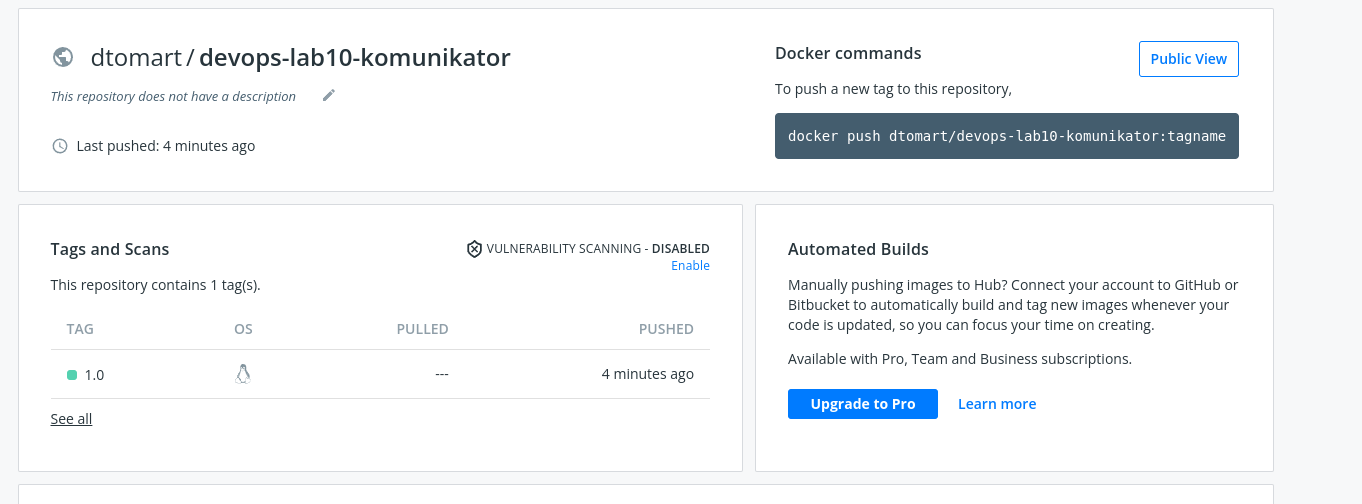 dtomart / devops-lab10-komunikator
This repository does not have a description
Last pushed: 4 minutes ago
Docker commands
Public View
To push a new tag to this repository,
docker push dtomart/devops-lab10-komunikator:tagname
Tags and Scans
VULNERABILITY SCANNING - DISABLED
Enable
This repository contains 1 tag(s).
TAG OS PULLED PUSHED
1.0 --- 4 minutes ago
See all
Automated Builds
Manually pushing images to Hub? Connect your account to GitHub or
Bitbucket to automatically build and tag new images whenever your
code is updated, so you can focus your time on creating.
Available with Pro, Team and Business subscriptions.
Upgrade to Pro Learn more